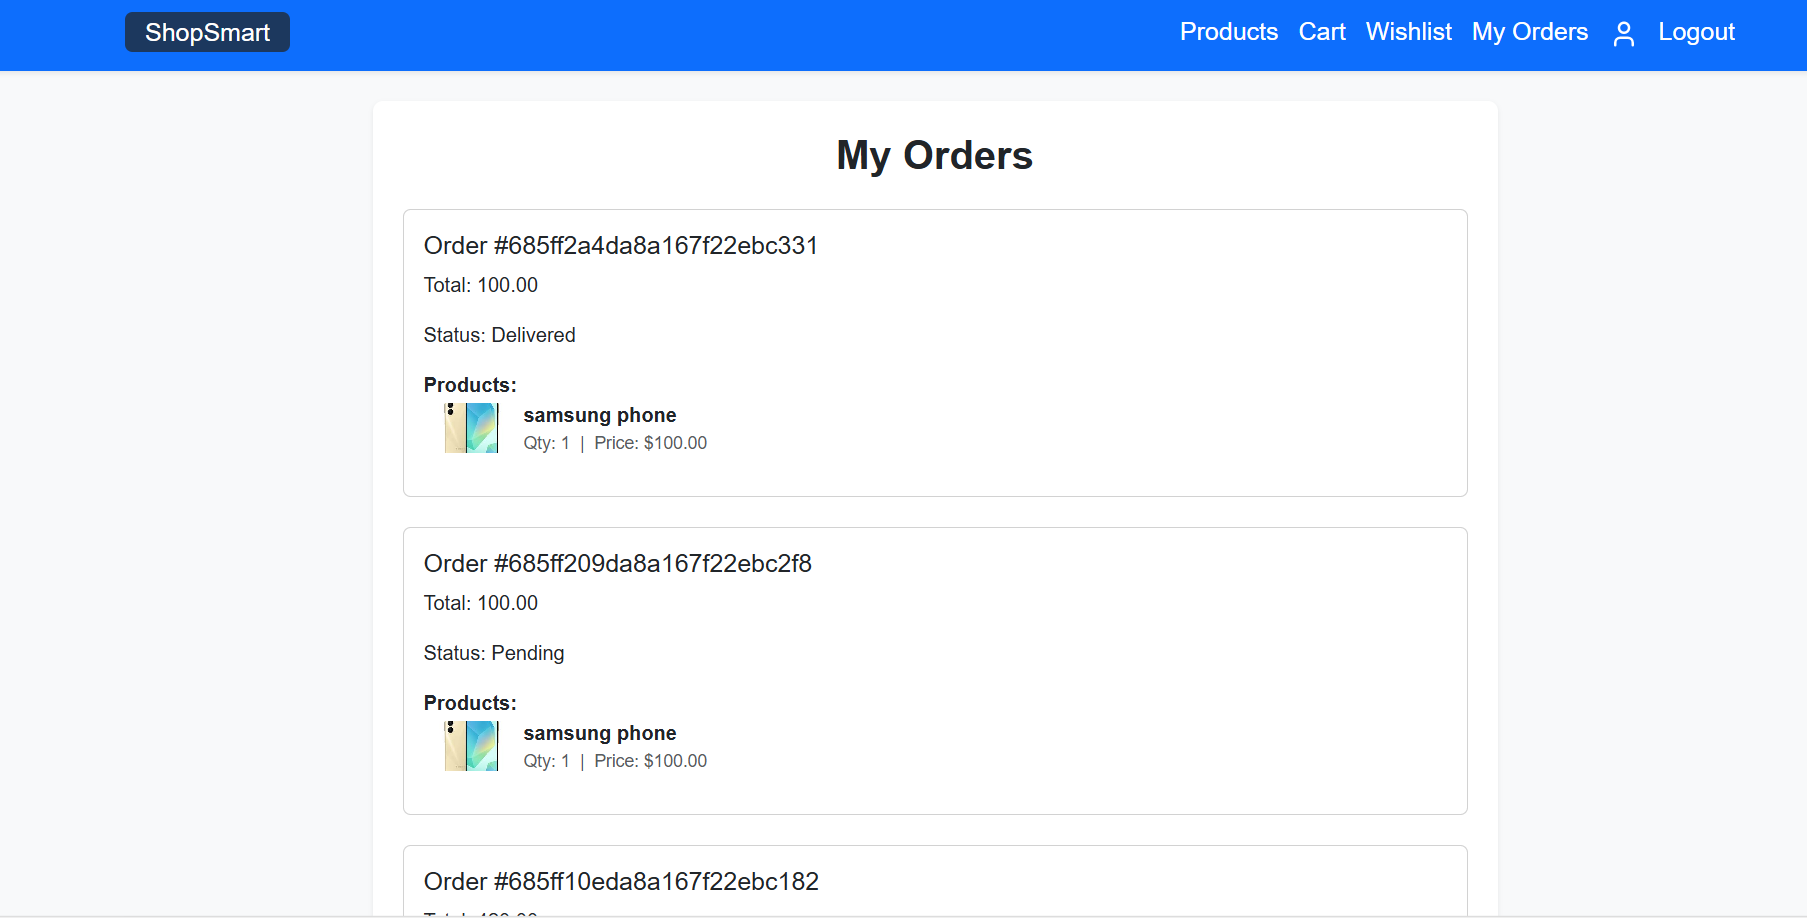 ShopSmart
Products Cart Wishlist My Orders Logout
My Orders
Order #685ff2a4da8a167f22ebc331
Total: 100.00
Status: Delivered
Products:
samsung phone
Qty: 1 | Price: $100.00
Order #685ff209da8a167f22ebc2f8
Total: 100.00
Status: Pending
Products:
samsung phone
Qty: 1 | Price: $100.00
Order #685ff10eda8a167f22ebc182